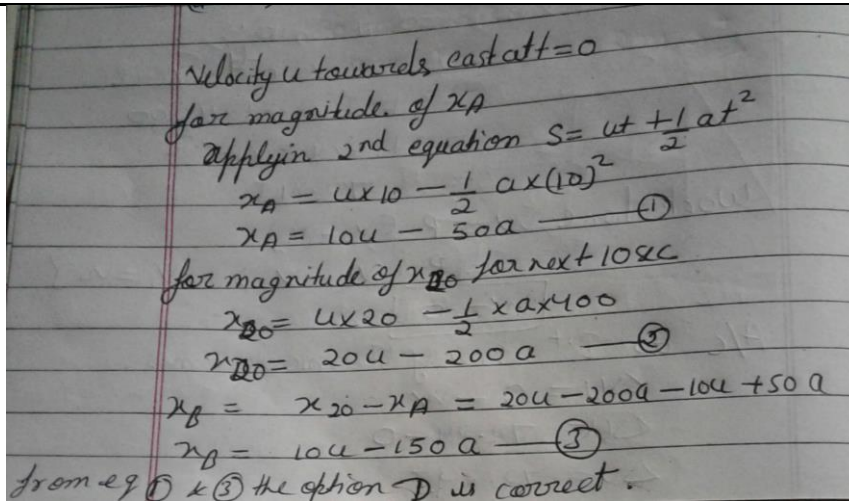 Velocity u towards east at t=0
for magnitude. of xA
applyin 2nd equation S= ut + 1/2 at²
xA = u×10 - 1/2 a×(10)²
xA = 10u - 50a —— ①
for magnitude of x20 for next 10 sec
x20 = u×20 - 1/2 ×a×400
x20 = 20u - 200a —— ②
xB = x20 - xA = 20u - 200a - 10u + 50a
xB = 10u - 150a —— ③
from eq ① & ③ the option D is correct.